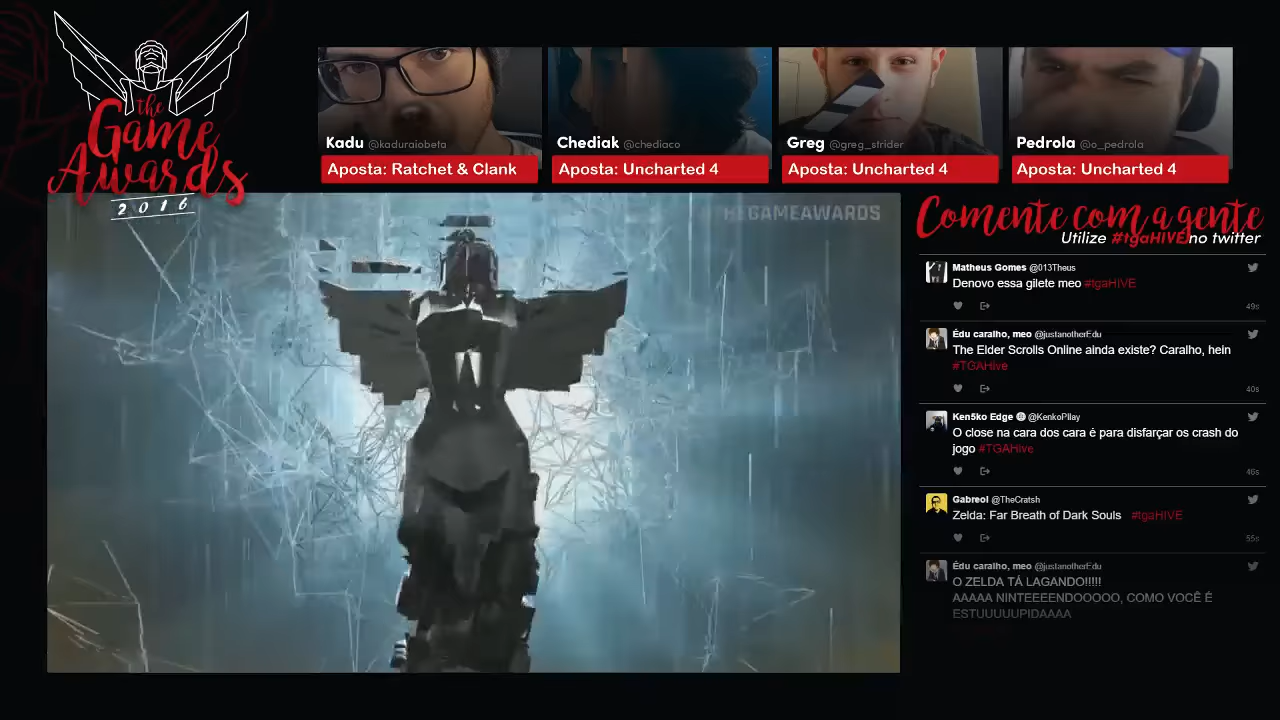 the
Game
Awards
2016
Kadu @kaduraiobeta
Aposta: Ratchet & Clank
Chediak @chediaco
Aposta: Uncharted 4
Greg @greg_strider
Aposta: Uncharted 4
Pedrola @o_pedrola
Aposta: Uncharted 4
THEGAMEAWARDS
Comente com a gente
Utilize #tgaHIVE no twitter
Matheus Gomes @013Theus
Denovo essa gilete meo #tgaHIVE
49s
Édu caralho, meo @justanotherEdu
The Elder Scrolls Online ainda existe? Caralho, hein
#TGAHive
40s
Ken5ko Edge @KenkoPllay
O close na cara dos cara é para disfarçar os crash do
jogo #TGAHive
46s
Gabreol @TheCratsh
Zelda: Far Breath of Dark Souls #tgaHIVE
55s
Édu caralho, meo @justanotherEdu
O ZELDA TÁ LAGANDO!!!!!
AAAAA NINTEEEENDOOOOO, COMO VOCÊ É
ESTUUUUUPIDAAAA